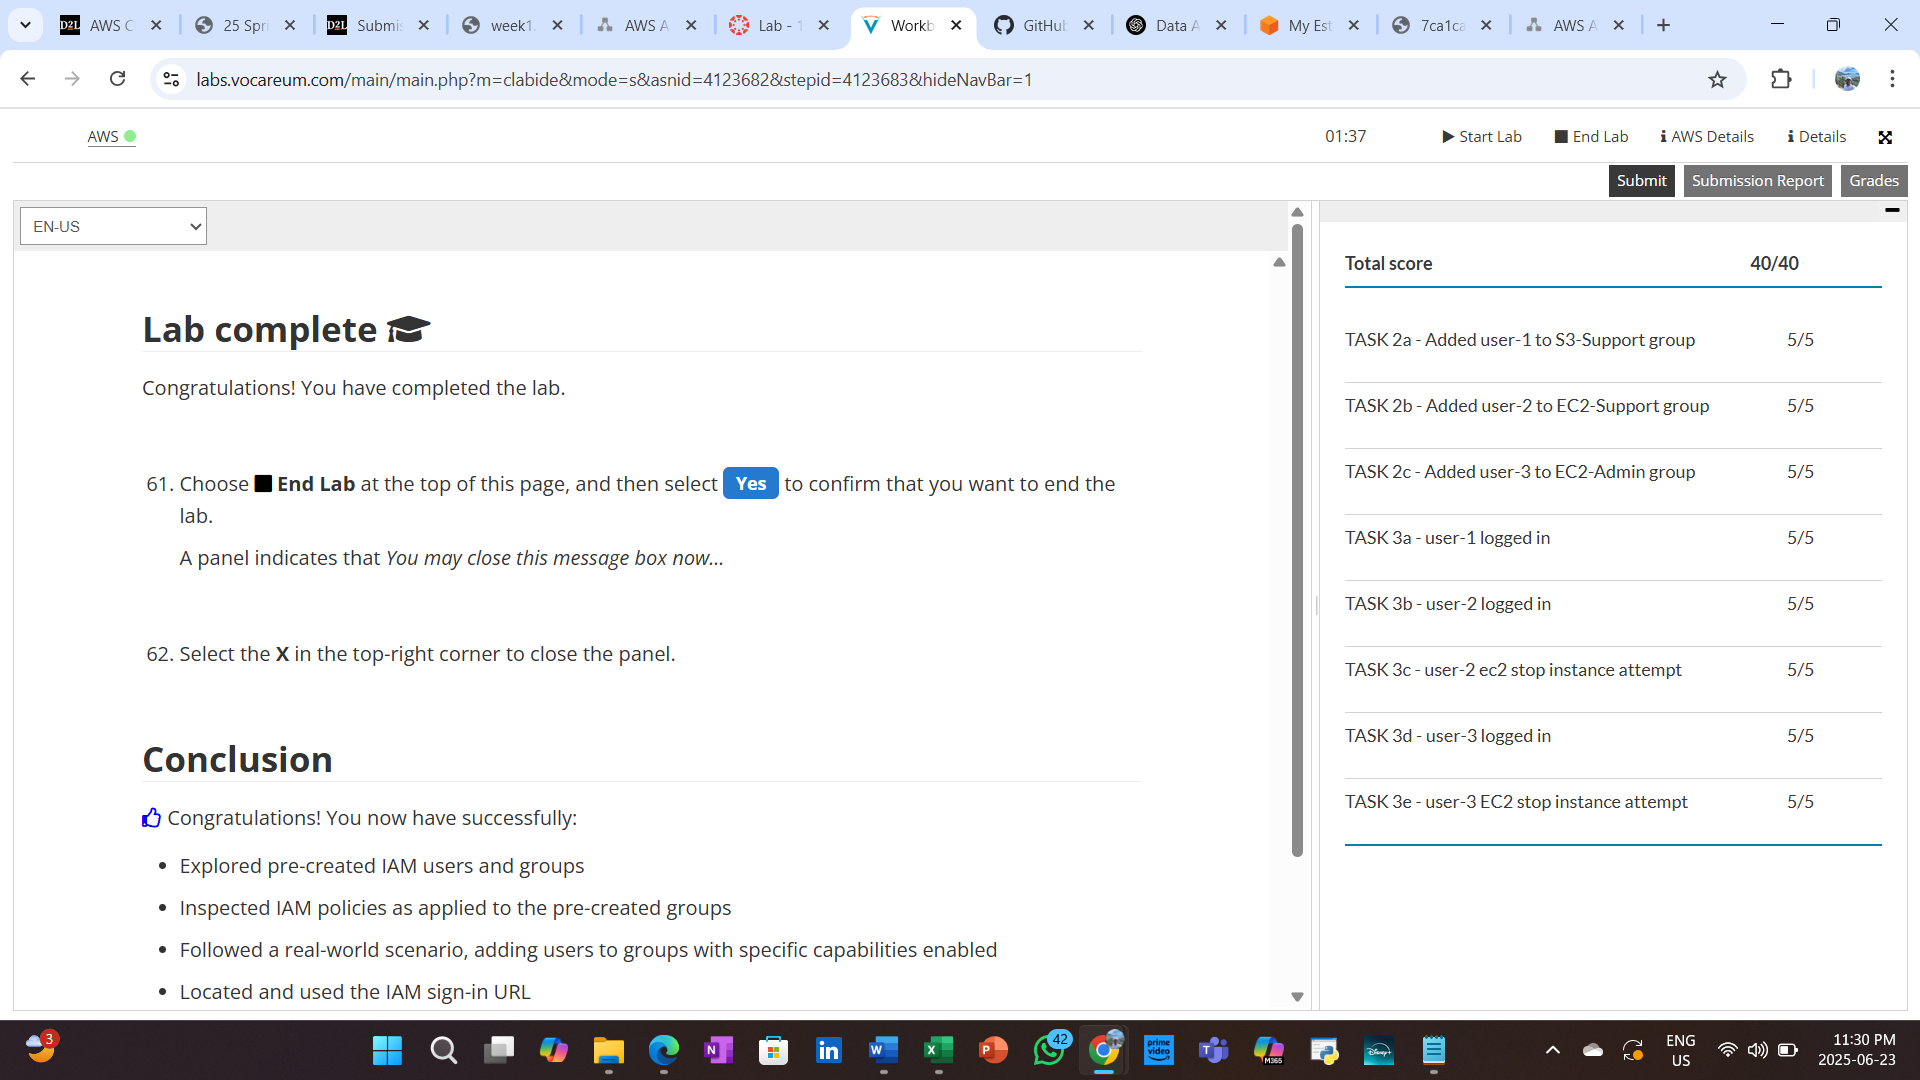 AWS C
25 Spri
Submis
week1.
AWS A
Lab - 1
Workb
GitHub
Data A
My Est
7ca1ca
AWS A
labs.vocareum.com/main/main.php?m=clabide&mode=s&asnid=4123682&stepid=4123683&hideNavBar=1
AWS
01:37
Start Lab
End Lab
AWS Details
Details
Submit
Submission Report
Grades
EN-US
Lab complete
Congratulations! You have completed the lab.
61. Choose End Lab at the top of this page, and then select Yes to confirm that you want to end the
lab.
A panel indicates that You may close this message box now...
62. Select the X in the top-right corner to close the panel.
Conclusion
Congratulations! You now have successfully:
• Explored pre-created IAM users and groups
• Inspected IAM policies as applied to the pre-created groups
• Followed a real-world scenario, adding users to groups with specific capabilities enabled
• Located and used the IAM sign-in URL
Total score 40/40
TASK 2a - Added user-1 to S3-Support group 5/5
TASK 2b - Added user-2 to EC2-Support group 5/5
TASK 2c - Added user-3 to EC2-Admin group 5/5
TASK 3a - user-1 logged in 5/5
TASK 3b - user-2 logged in 5/5
TASK 3c - user-2 ec2 stop instance attempt 5/5
TASK 3d - user-3 logged in 5/5
TASK 3e - user-3 EC2 stop instance attempt 5/5
3
42
prime video
M365
Disney+
ENG
US
11:30 PM
2025-06-23